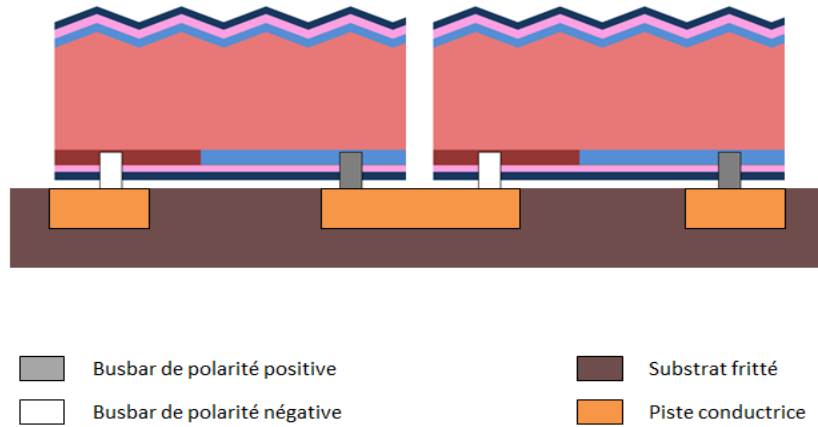 Busbar de polarité positive
Substrat fritté
Busbar de polarité négative
Piste conductrice